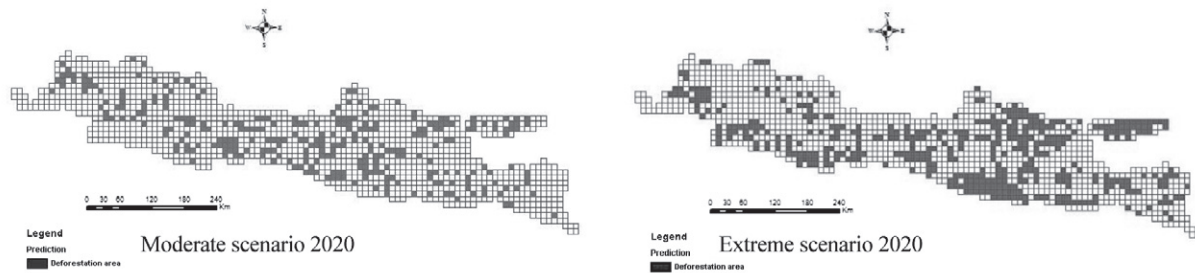 N
W E
S
0 30 60 120 180 240
Km
Legend
Prediction
Deforestation area
Moderate scenario 2020
N
W E
S
0 30 60 120 180 240
Km
Legend
Prediction
Deforestation area
Extreme scenario 2020